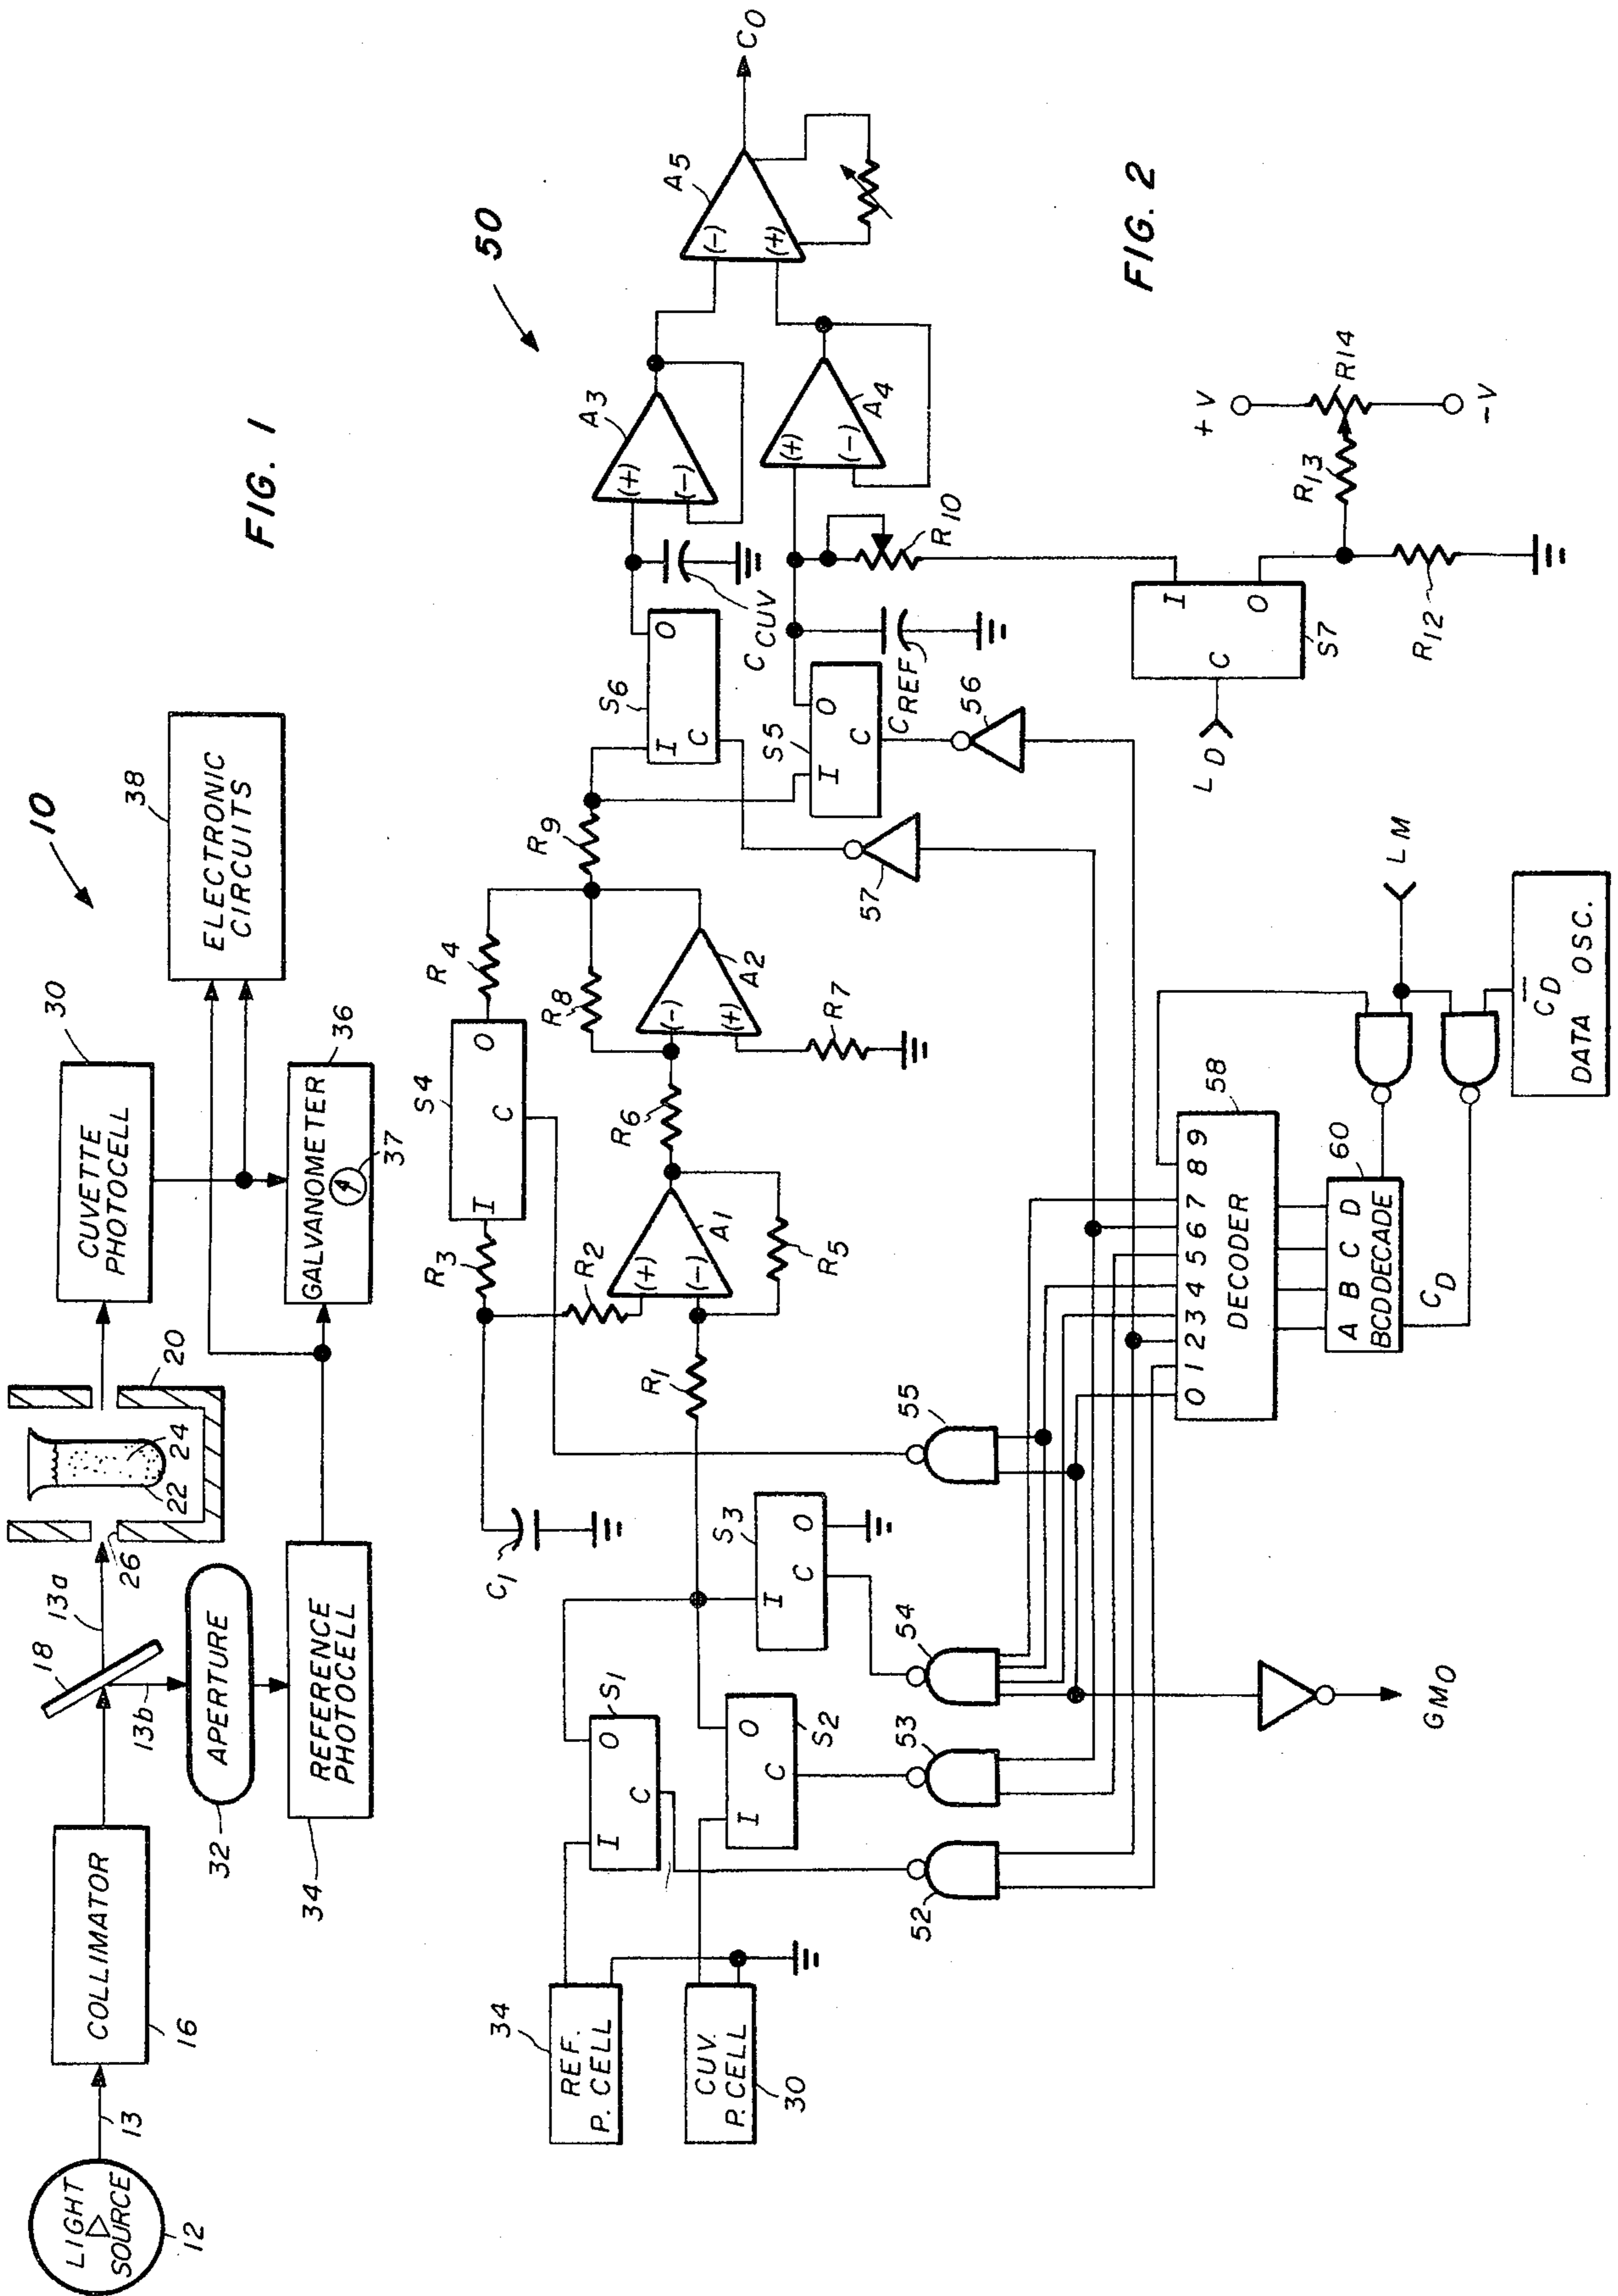 FIG. 1
10
LIGHT
SOURCE
12
13
COLLIMATOR
16
18
13a
13b
26
22
24
20
CUVETTE
PHOTOCELL
30
APERTURE
32
REFERENCE
PHOTOCELL
34
GALVANOMETER
36
37
ELECTRONIC
CIRCUITS
38
FIG. 2
50
34
REF.
P. CELL
CUV.
P. CELL
30
I
O
C
S1
I
O
C
S2
I
O
C
S3
C1
R1
R2
R3
I
O
C
S4
R4
(+)
(-)
A1
R5
R6
R8
(-)
(+)
A2
R7
R9
I
O
C
S6
I
O
C
S5
CCUV
CREF
57
56
(+)
(-)
A3
(+)
(-)
A4
(-)
(+)
A5
CO
R10
LD
C
I
O
S7
R12
R13
R14
+V
-V
52
53
54
55
GMO
0 1 2 3 4 5 6 7 8 9
DECODER
58
A B C D
BCD DECADE
60
CD
LM
CD
DATA OSC.